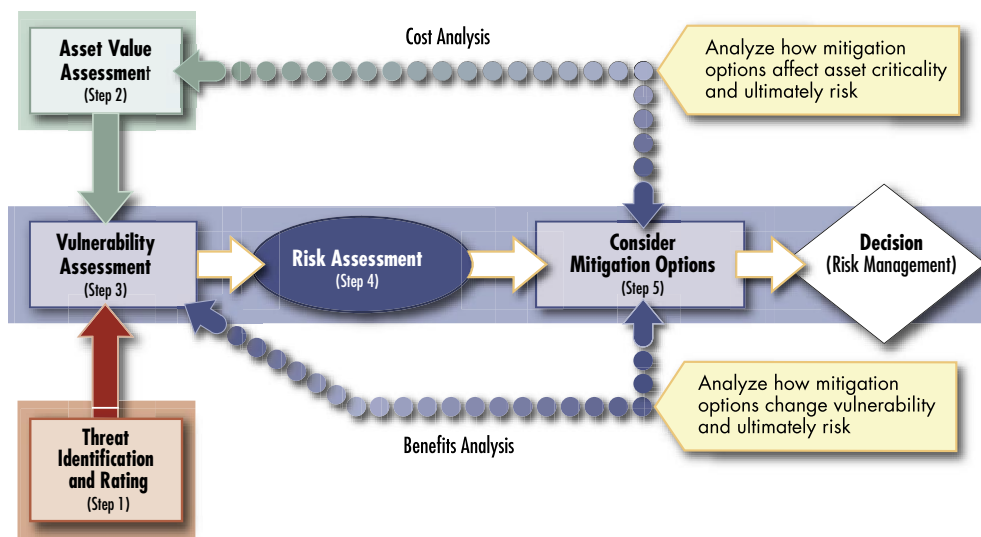 Asset Value
Assessment
(Step 2)
Cost Analysis
Analyze how mitigation
options affect asset criticality
and ultimately risk
Vulnerability
Assessment
(Step 3)
Risk Assessment
(Step 4)
Consider
Mitigation Options
(Step 5)
Decision
(Risk Management)
Threat
Identification
and Rating
(Step 1)
Benefits Analysis
Analyze how mitigation
options change vulnerability
and ultimately risk